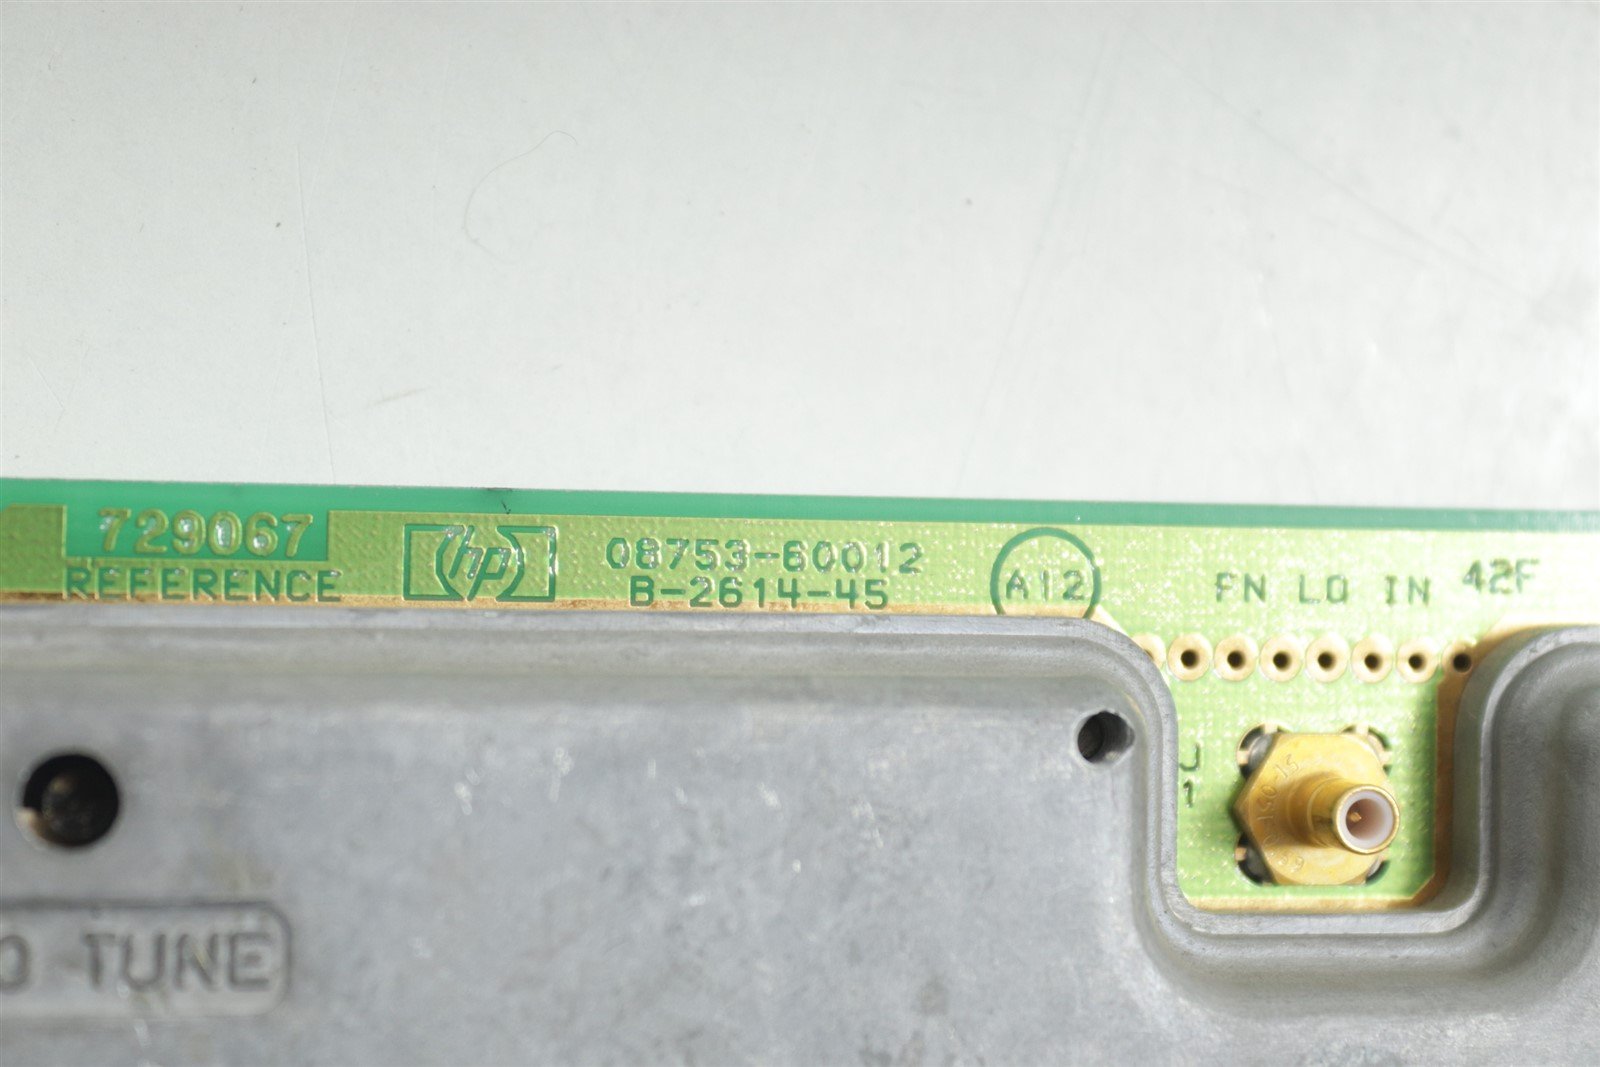 729067
REFERENCE
hp
08753-60012
B-2614-45
A12
FN LO IN 42F
J
1
O TUNE